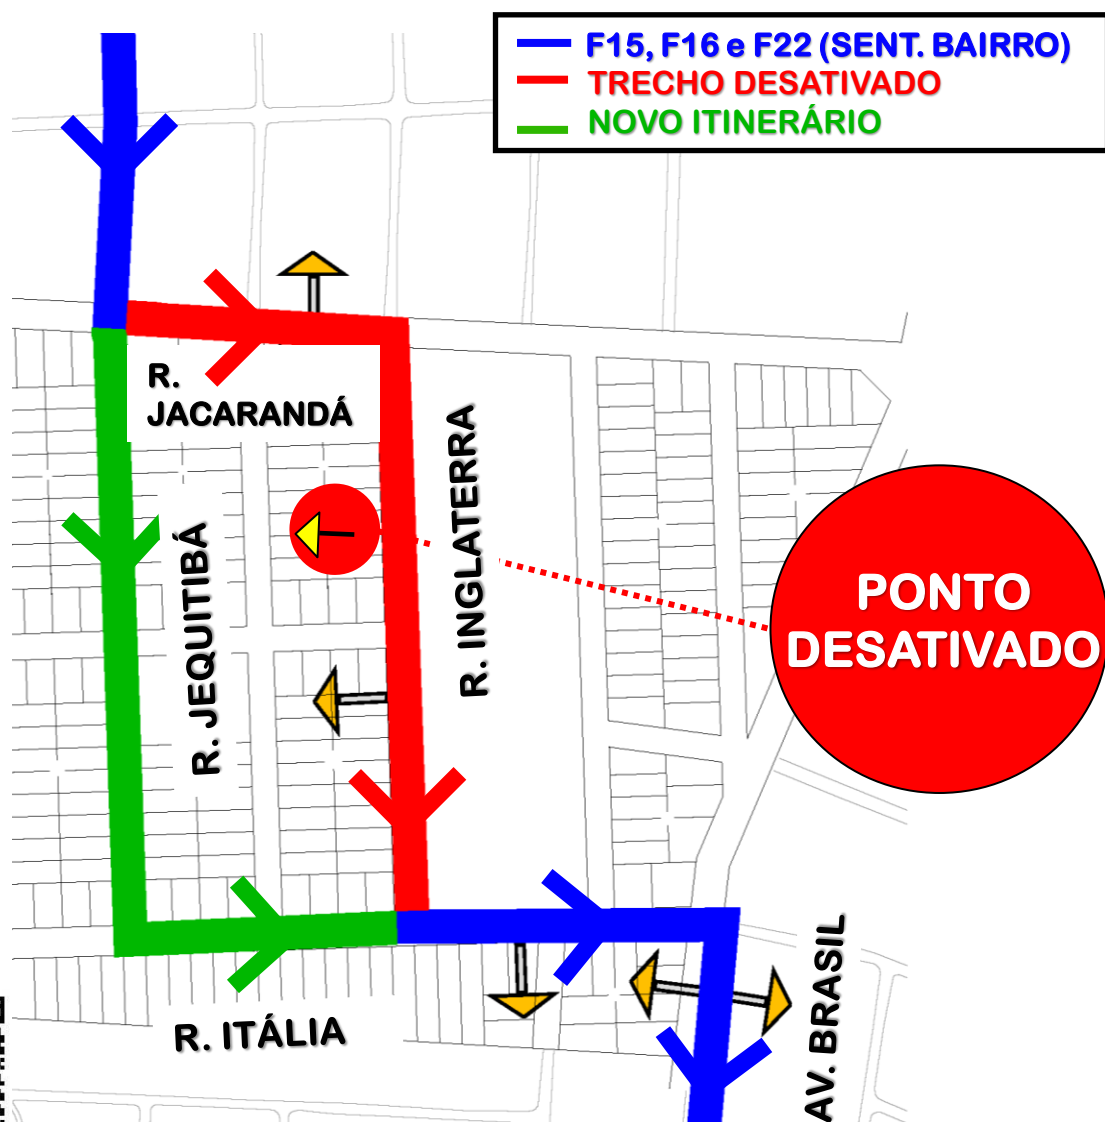 F15, F16 e F22 (SENT. BAIRRO)
TRECHO DESATIVADO
NOVO ITINERÁRIO
R.
JACARANDÁ
R. INGLATERRA
R. JEQUITIBÁ
PONTO
DESATIVADO
R. ITÁLIA
AV. BRASIL